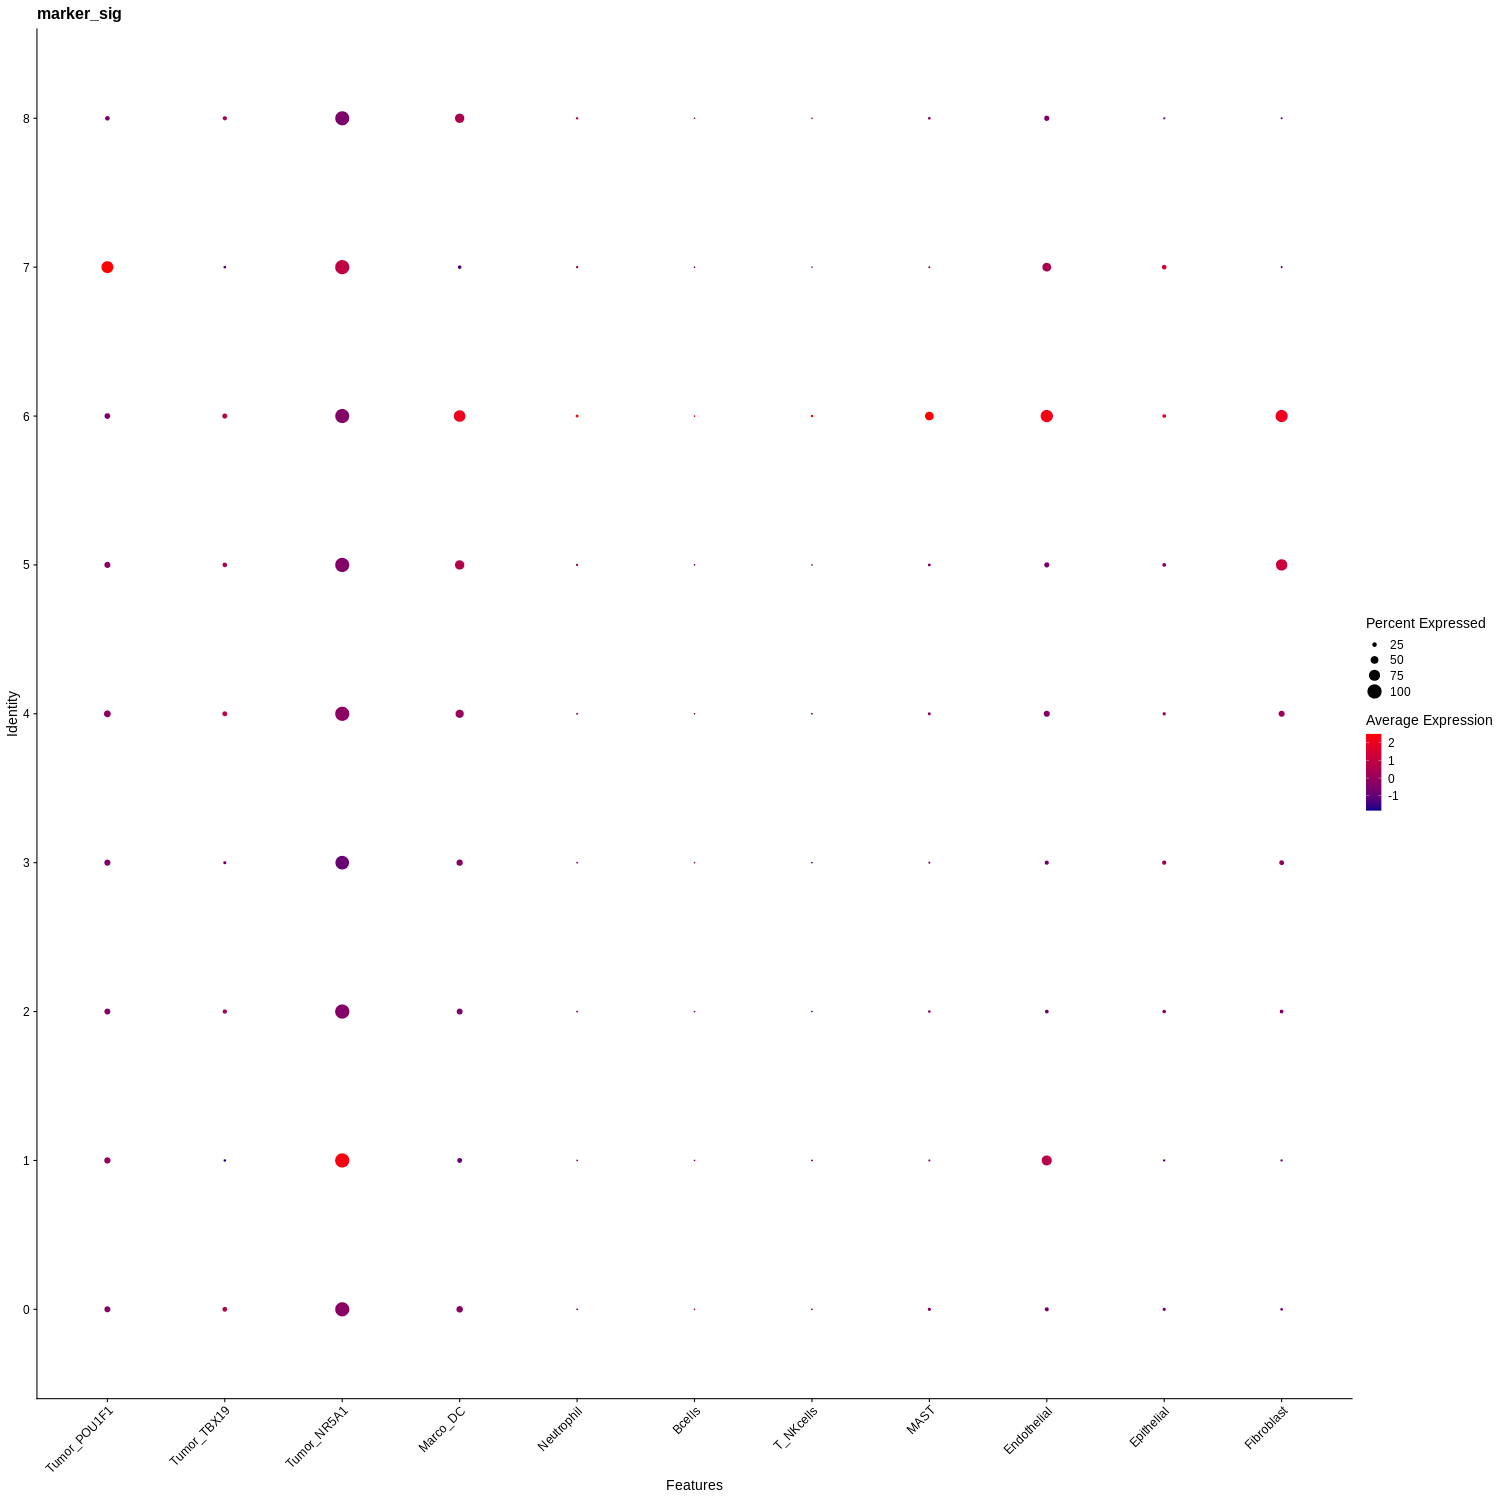 marker_sig
8
7
6
5
4
3
2
1
0
Identity
Tumor_POU1F1
Tumor_TBX19
Tumor_NR5A1
Marco_DC
Neutrophil
Bcells
T_NKcells
MAST
Endothelial
Epithelial
Fibroblast
Features
Percent Expressed
25
50
75
100
Average Expression
2
1
0
-1